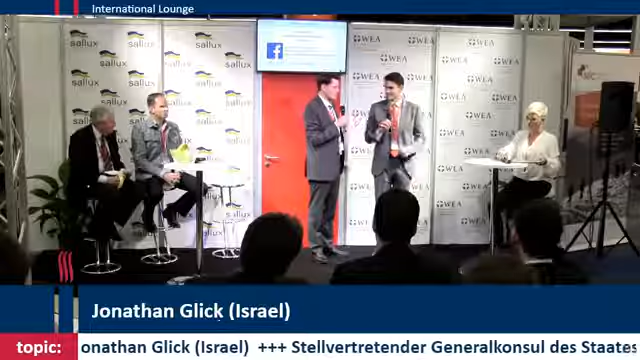 International Lounge
sallux
WEA
Jonathan Glick (Israel)
topic: onathan Glick (Israel) +++ Stellvertretender Generalkonsul des Staates